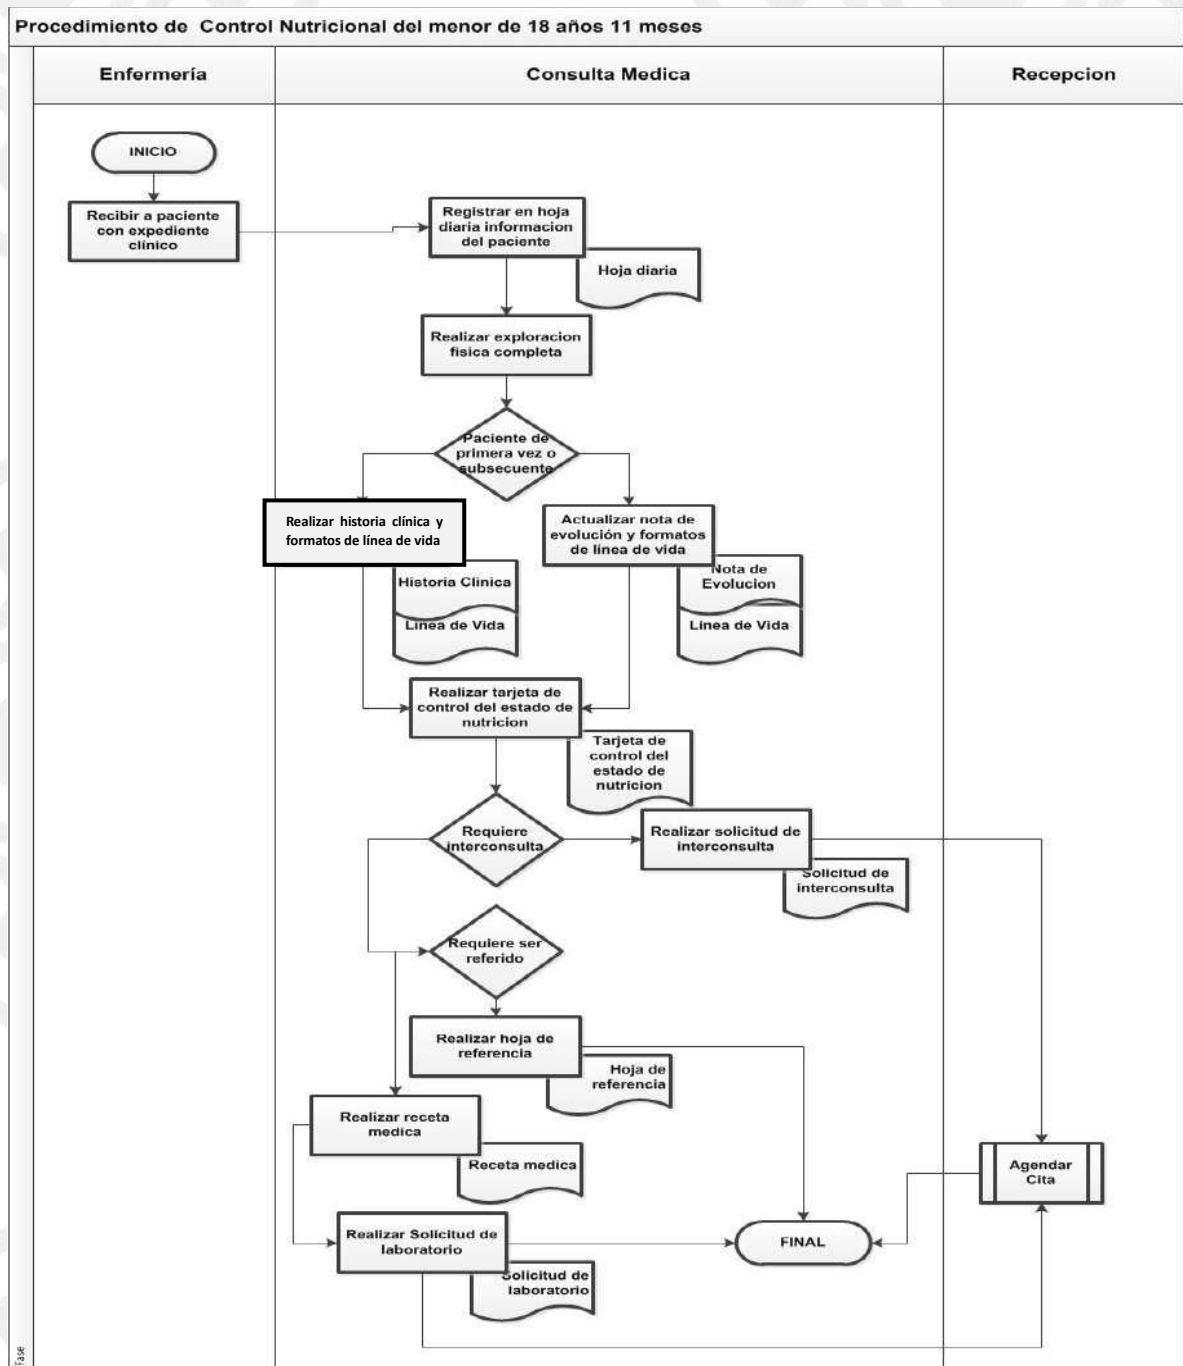 Procedimiento de Control Nutricional del menor de 18 años 11 meses
Enfermería
Consulta Medica
Recepcion
INICIO
Recibir a paciente
con expediente
clínico
Registrar en hoja
diaria informacion
del paciente
Hoja diaria
Realizar exploracion
fisica completa
Paciente de
primera vez o
subsecuente
Realizar historia clínica y
formatos de línea de vida
Actualizar nota de
evolución y formatos
de línea de vida
Historia Clinica
Linea de Vida
Nota de
Evolucion
Linea de Vida
Realizar tarjeta de
control del estado de
nutricion
Tarjeta de
control del
estado de
nutricion
Requiere
interconsulta
Realizar solicitud de
interconsulta
Solicitud de
interconsulta
Requiere ser
referido
Realizar hoja de
referencia
Hoja de
referencia
Realizar receta
medica
Receta medica
Agendar
Cita
Realizar Solicitud de
laboratorio
Solicitud de
laboratorio
FINAL
Fase